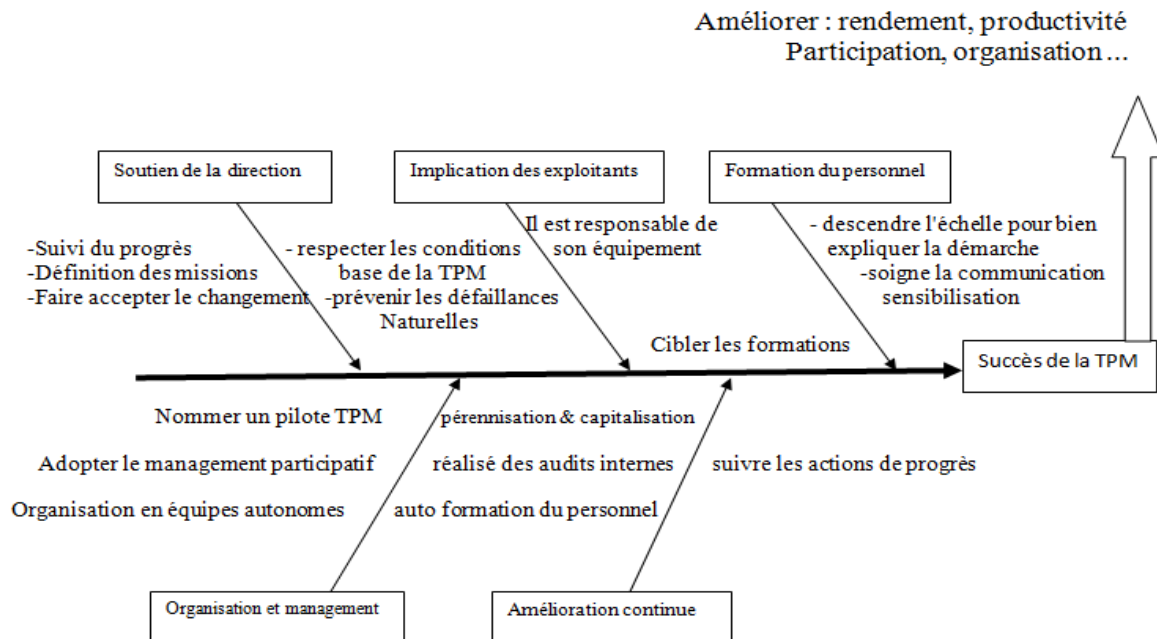 Améliorer : rendement, productivité
Participation, organisation ...
Soutien de la direction
Implication des exploitants
Formation du personnel
-Suivi du progrès
-Définition des missions
-Faire accepter le changement
- respecter les conditions
base de la TPM
-prévenir les défaillances
Naturelles
Il est responsable de
son équipement
- descendre l'échelle pour bien
expliquer la démarche
-soigne la communication
sensibilisation
Cibler les formations
Succès de la TPM
Nommer un pilote TPM
pérennisation & capitalisation
Adopter le management participatif
réalisé des audits internes
suivre les actions de progrès
Organisation en équipes autonomes
auto formation du personnel
Organisation et management
Amélioration continue